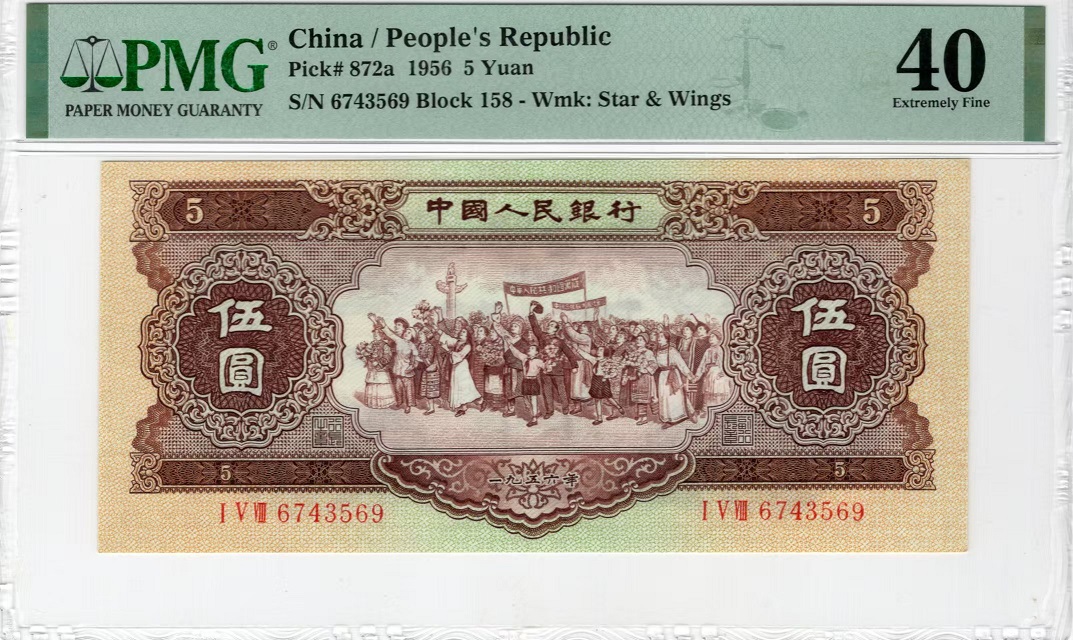 PMG®
PAPER MONEY GUARANTY
China / People's Republic
Pick# 872a 1956 5 Yuan
S/N 6743569 Block 158 - Wmk: Star & Wings
40
Extremely Fine
5 中國人民銀行 5
伍圓 伍圓
5 一九五六年 5
I V VIII 6743569 I V VIII 6743569